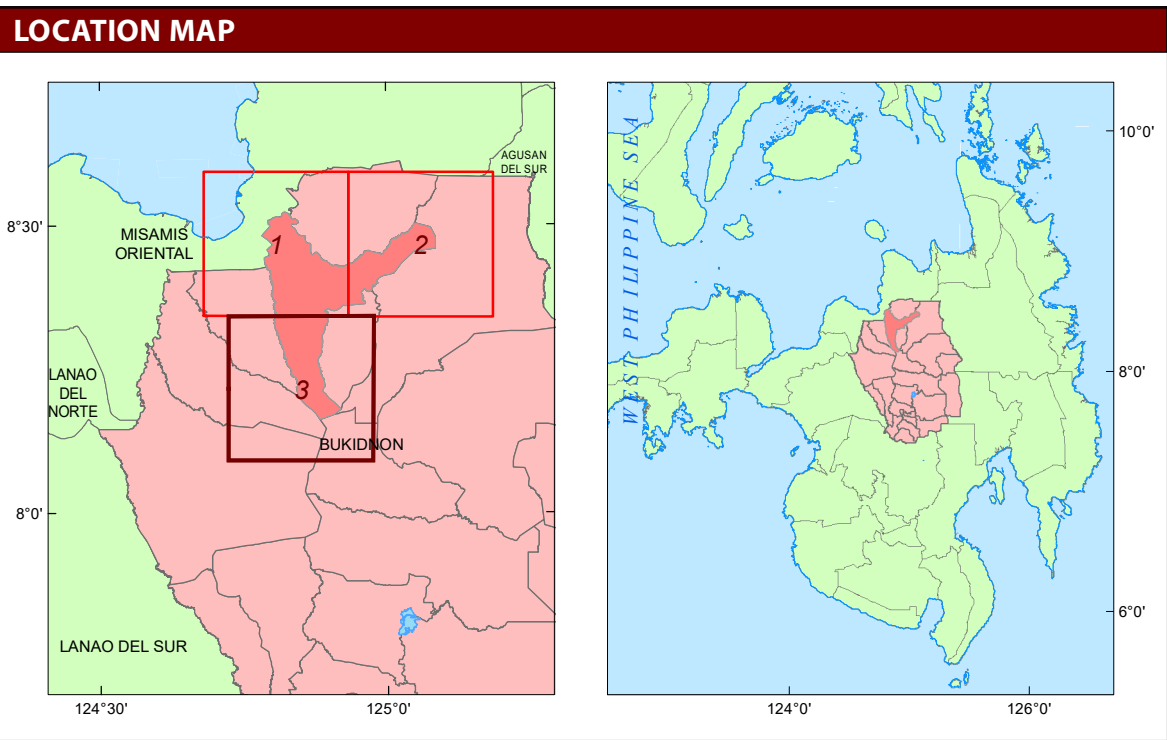 LOCATION MAP
AGUSAN
DEL SUR
8°30'
MISAMIS
ORIENTAL
1
2
LANAO
DEL
NORTE
3
BUKIDNON
8°0'
LANAO DEL SUR
124°30'
125°0'
WEST PHILIPPINE SEA
10°0'
8°0'
6°0'
124°0'
126°0'